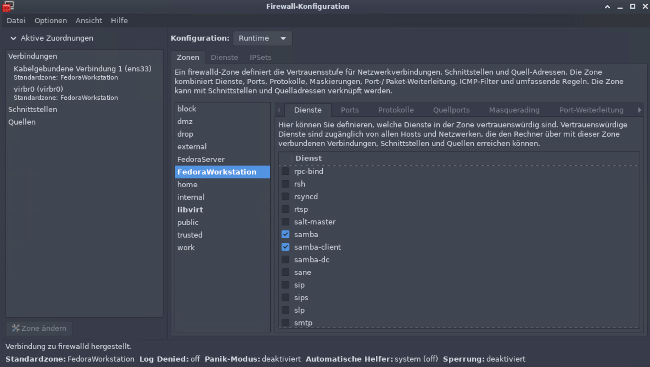 Firewall-Konfiguration
Datei Optionen Ansicht Hilfe
Aktive Zuordnungen
Verbindungen
Kabelgebundene Verbindung 1 (ens33)
Standardzone: FedoraWorkstation
virbr0 (virbr0)
Standardzone: FedoraWorkstation
Schnittstellen
Quellen
Zone ändern
Konfiguration: Runtime
Zonen Dienste IPSets
Ein firewalld-Zone definiert die Vertrauensstufe für Netzwerkverbindungen, Schnittstellen und Quell-Adressen. Die Zone
kombiniert Dienste, Ports, Protokolle, Maskierungen, Port-/ Paket-Weiterleitung, ICMP-Filter und umfassende Regeln. Die Zone
kann mit Schnittstellen und Quelladressen verknüpft werden.
block
dmz
drop
external
FedoraServer
FedoraWorkstation
home
internal
libvirt
public
trusted
work
Dienste Ports Protokolle Quellports Masquerading Port-Weiterleitung
Hier können Sie definieren, welche Dienste in der Zone vertrauenswürdig sind. Vertrauenswürdige
Dienste sind zugänglich von allen Hosts und Netzwerken, die den Rechner über mit dieser Zone
verbundenen Verbindungen, Schnittstellen und Quellen erreichen können.
Dienst
rpc-bind
rsh
rsyncd
rtsp
salt-master
samba
samba-client
samba-dc
sane
sip
sips
slp
smtp
Verbindung zu firewalld hergestellt.
Standardzone: FedoraWorkstation Log Denied: off Panik-Modus: deaktiviert Automatische Helfer: system (off) Sperrung: deaktiviert